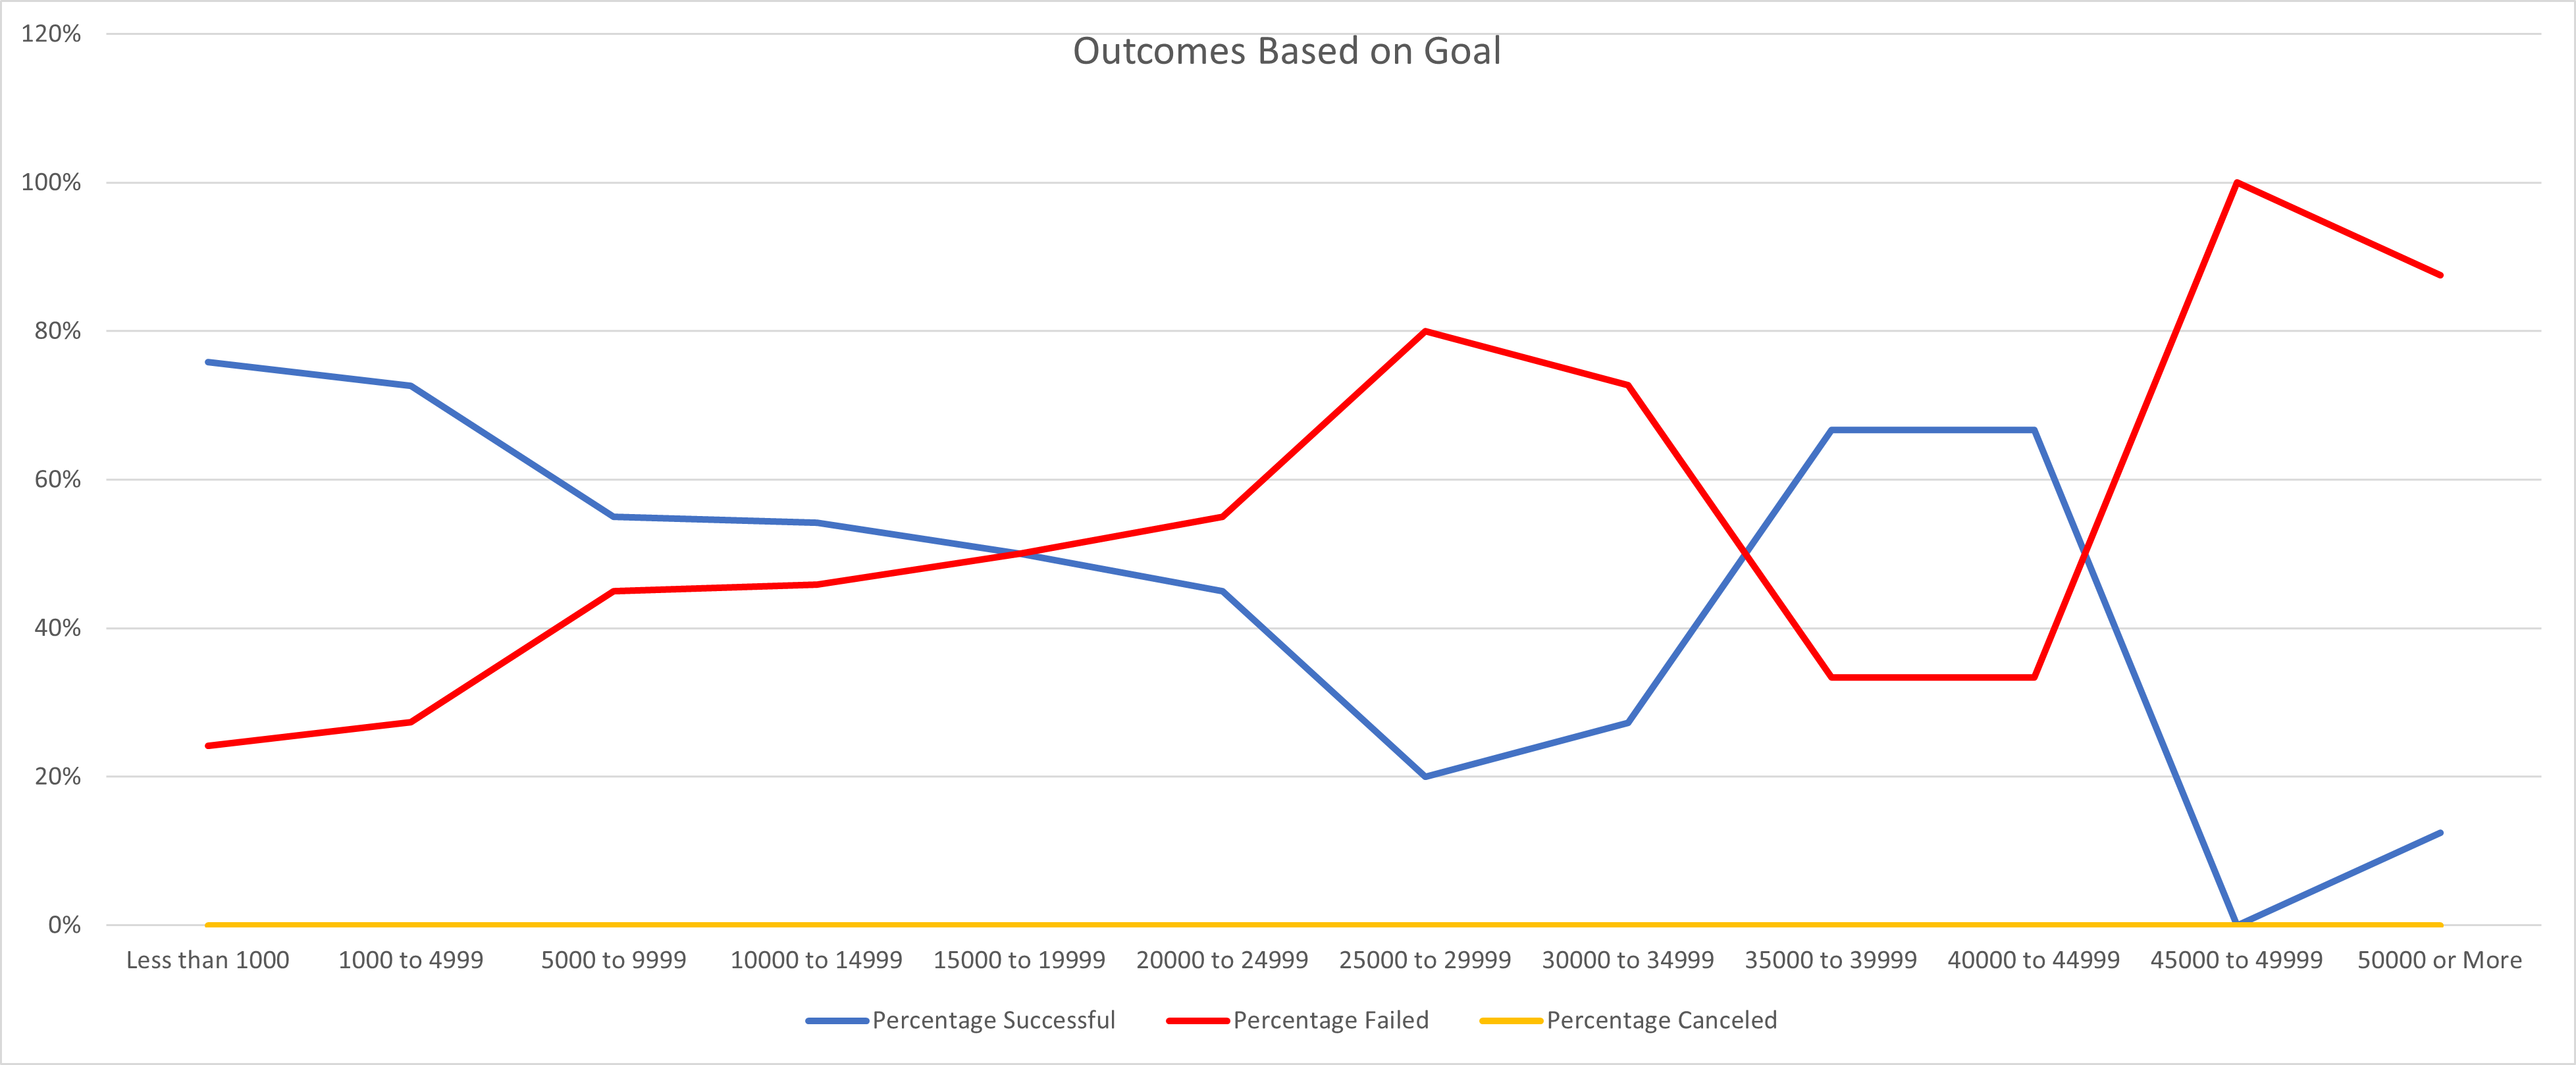 Outcomes Based on Goal
120%
100%
80%
60%
40%
20%
0%
Less than 1000 1000 to 4999 5000 to 9999 10000 to 14999 15000 to 19999 20000 to 24999 25000 to 29999 30000 to 34999 35000 to 39999 40000 to 44999 45000 to 49999 50000 or More
Percentage Successful Percentage Failed Percentage Canceled